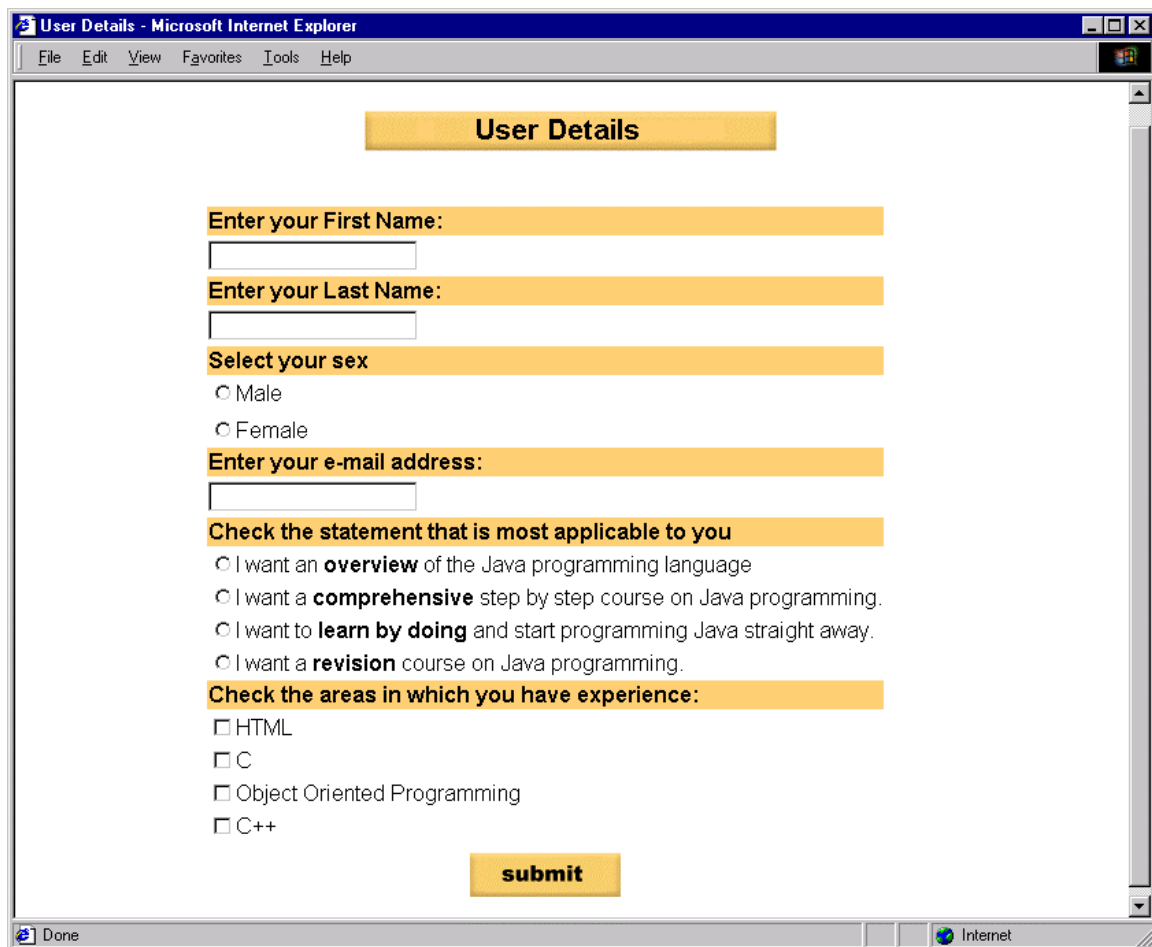 User Details - Microsoft Internet Explorer
File Edit View Favorites Tools Help
User Details
Enter your First Name:
Enter your Last Name:
Select your sex
Male
Female
Enter your e-mail address:
Check the statement that is most applicable to you
I want an overview of the Java programming language
I want a comprehensive step by step course on Java programming.
I want to learn by doing and start programming Java straight away.
I want a revision course on Java programming.
Check the areas in which you have experience:
HTML
C
Object Oriented Programming
C++
submit
Done Internet